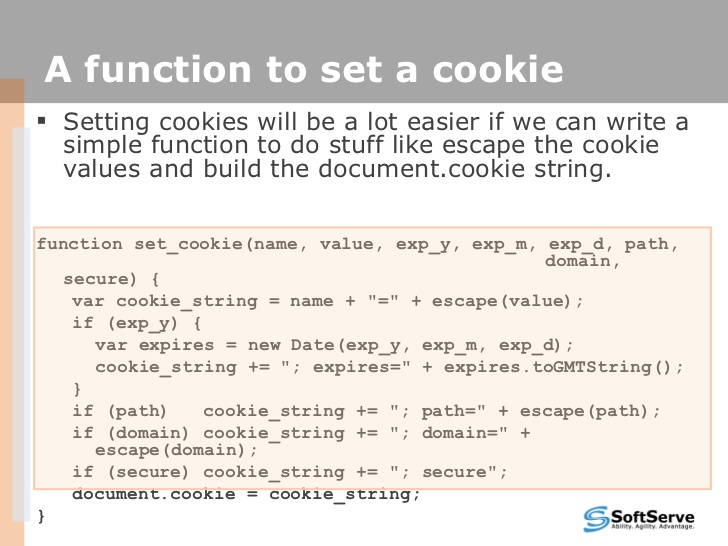 A function to set a cookie
▪ Setting cookies will be a lot easier if we can write a
simple function to do stuff like escape the cookie
values and build the document.cookie string.
function set_cookie(name, value, exp_y, exp_m, exp_d, path,
domain,
secure) {
var cookie_string = name + "=" + escape(value);
if (exp_y) {
var expires = new Date(exp_y, exp_m, exp_d);
cookie_string += "; expires=" + expires.toGMTString();
}
if (path)   cookie_string += "; path=" + escape(path);
if (domain) cookie_string += "; domain=" +
escape(domain);
if (secure) cookie_string += "; secure";
document.cookie = cookie_string;
}
SoftServe
Ability. Agility. Advantage.